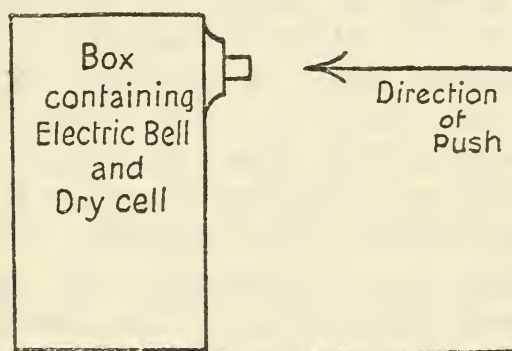 Box
containing
Electric Bell
and
Dry cell
Direction
of
Push